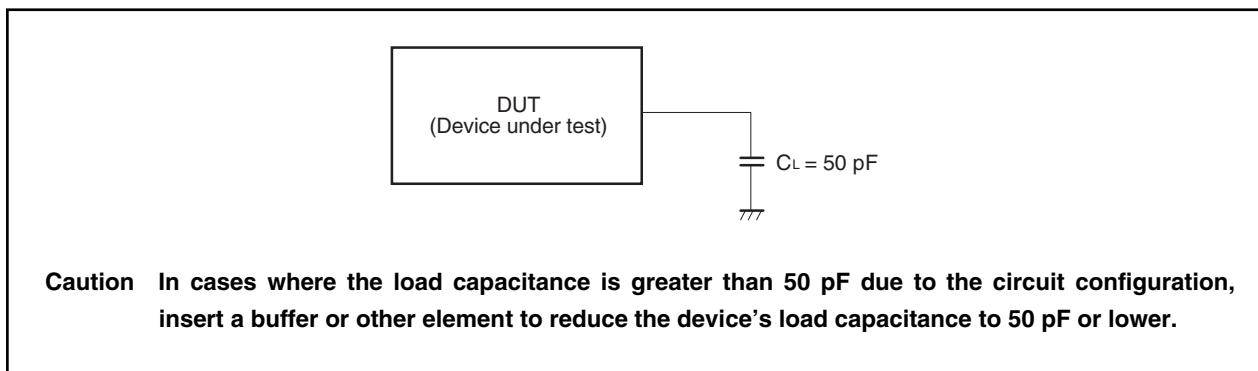 DUT
(Device under test)
CL = 50 pF
Caution In cases where the load capacitance is greater than 50 pF due to the circuit configuration,
insert a buffer or other element to reduce the device's load capacitance to 50 pF or lower.